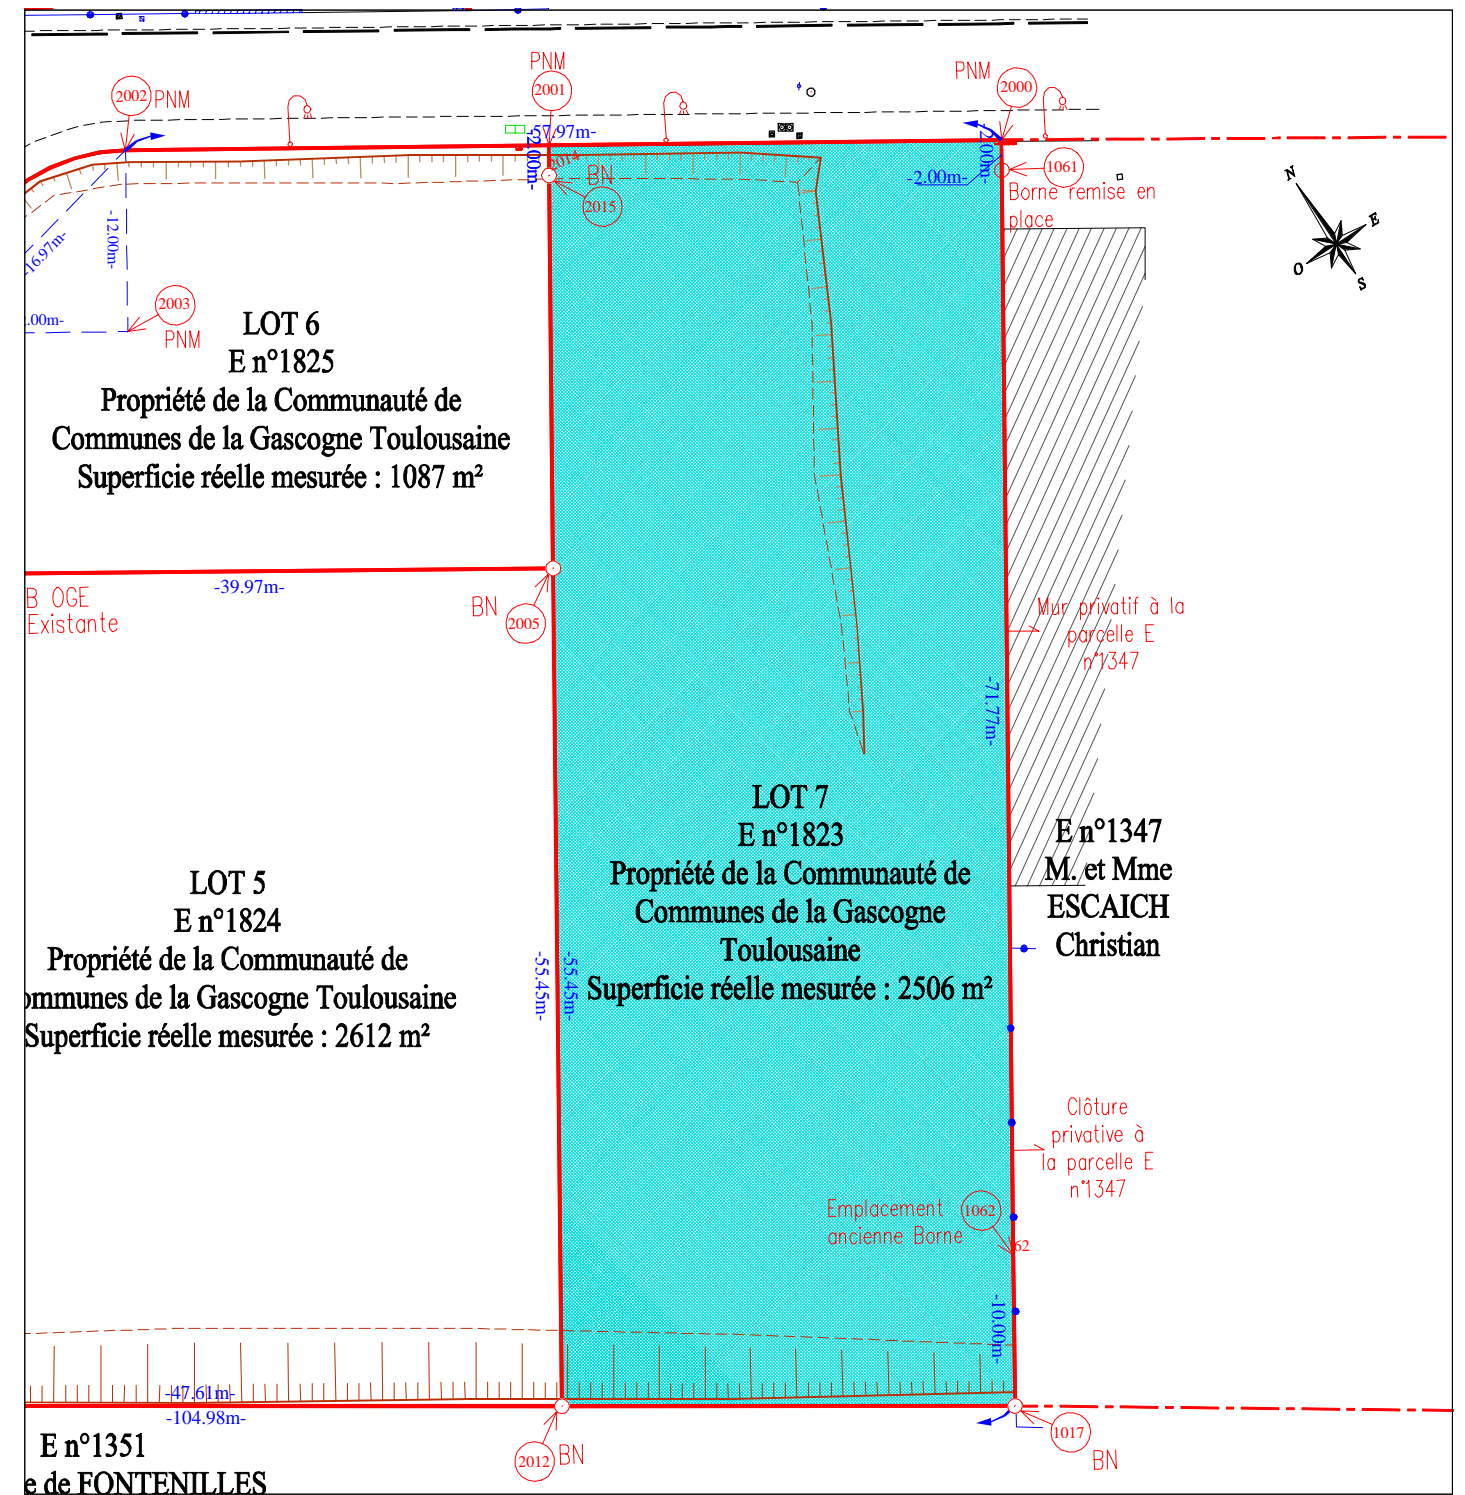 PNM
2001
2002
PNM
PNM
2000
-57.97m-
-2.00m-
2014
BN
2015
-2.00m-
-2.00m-
1061
Borne remise en
place
N
E
O
S
-16.97m-
-12.00m-
2003
PNM
.00m-
LOT 6
E n°1825
Propriété de la Communauté de
Communes de la Gascogne Toulousaine
Superficie réelle mesurée : 1087 m²
-39.97m-
B OGE
Existante
BN
2005
Mur privatif à la
parcelle E
n°1347
-71.77m-
LOT 7
E n°1823
Propriété de la Communauté de
Communes de la Gascogne
Toulousaine
Superficie réelle mesurée : 2506 m²
E n°1347
M. et Mme
ESCAICH
Christian
LOT 5
E n°1824
Propriété de la Communauté de
ommunes de la Gascogne Toulousaine
Superficie réelle mesurée : 2612 m²
-55.45m-
-55.45m-
Clôture
privative à
la parcelle E
n°1347
Emplacement
ancienne Borne
1062
62
-10.00m-
-47.61m-
-104.98m-
E n°1351
e de FONTENILLES
2012
BN
1017
BN